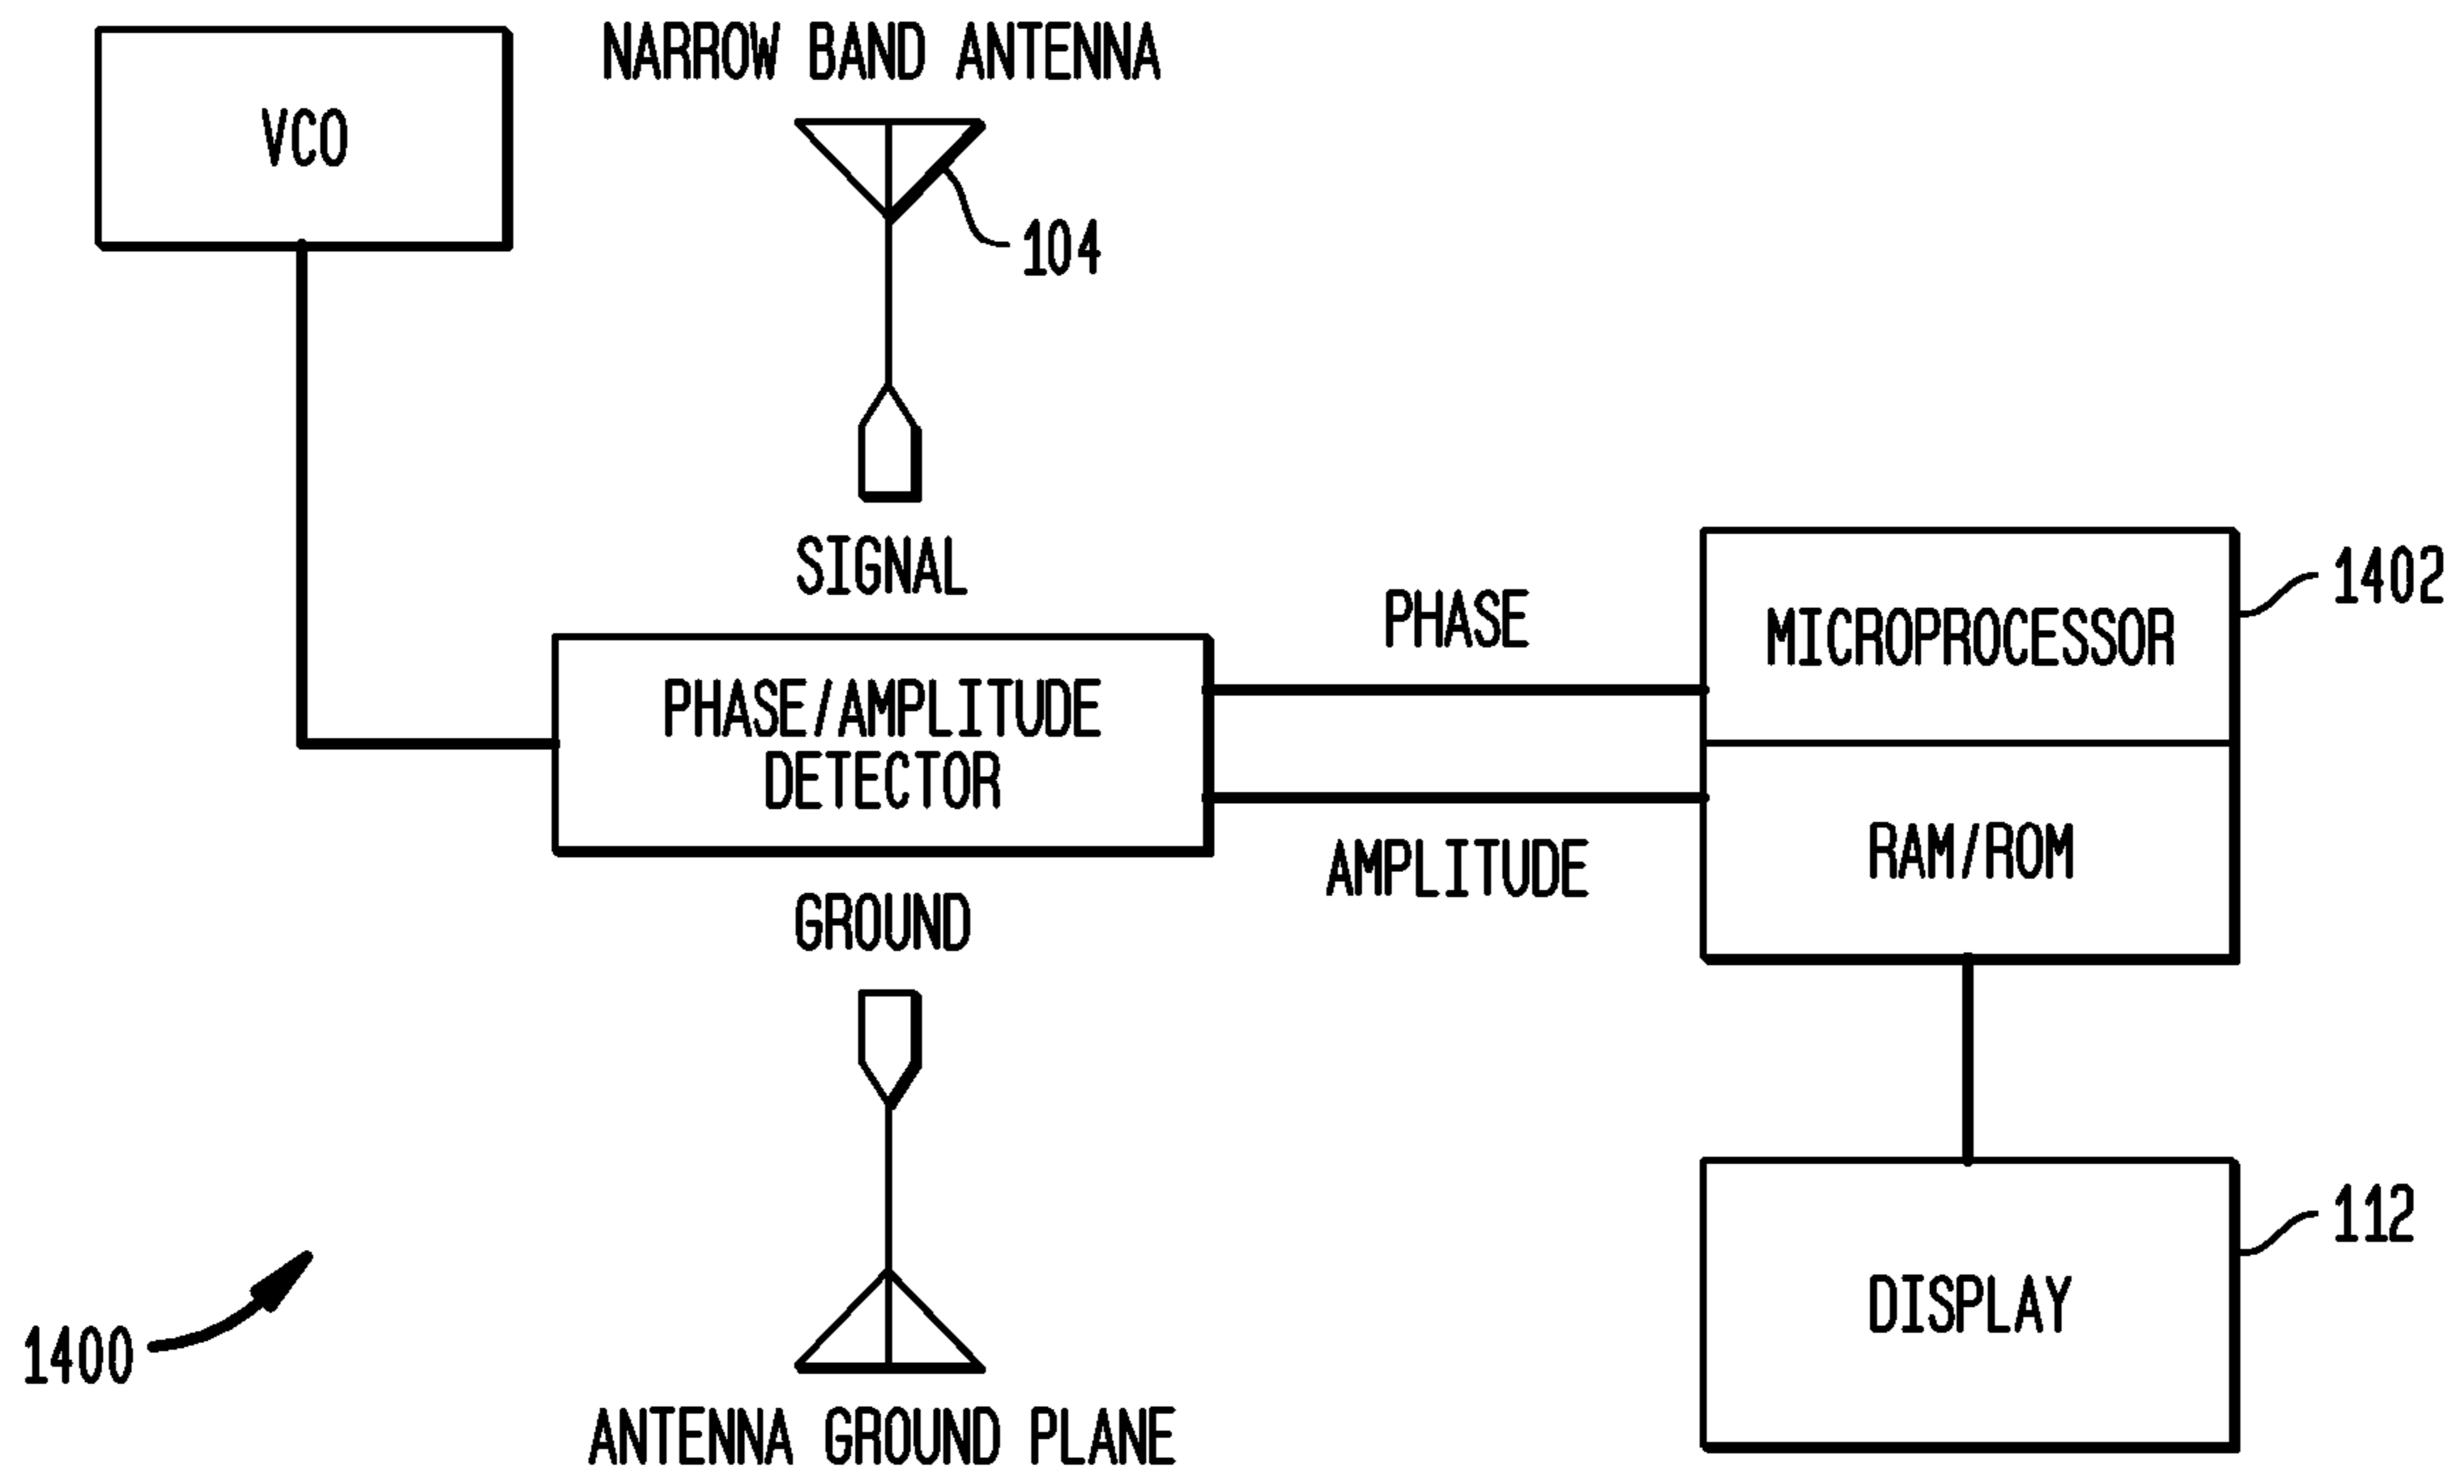 VCO
NARROW BAND ANTENNA
104
SIGNAL
PHASE/AMPLITUDE
DETECTOR
GROUND
ANTENNA GROUND PLANE
PHASE
AMPLITUDE
MICROPROCESSOR
1402
RAM/ROM
DISPLAY
112
1400